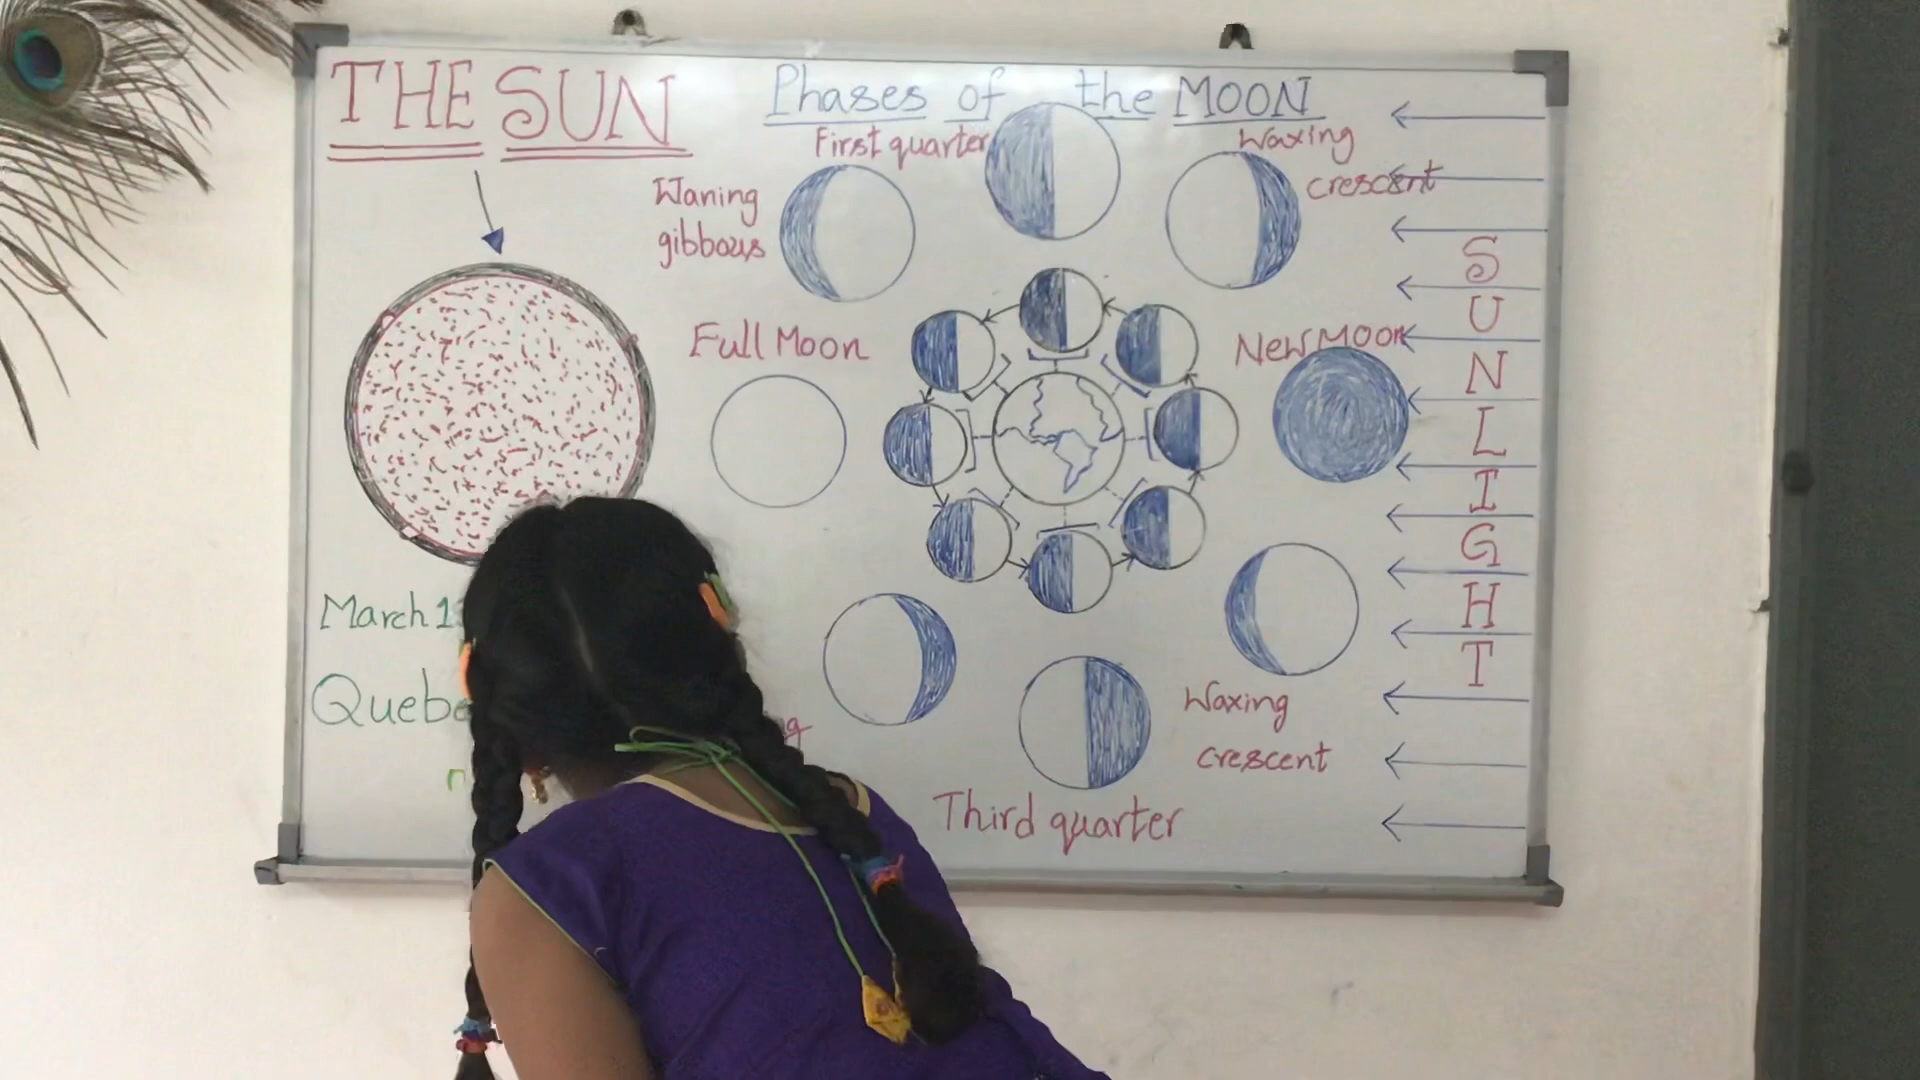 THE SUN
Phases of the MOON
First quarter
Waxing
crescent
Waning
gibbous
Full Moon
New Moon
SUNLIGHT
March 1
Waxing
crescent
Third quarter